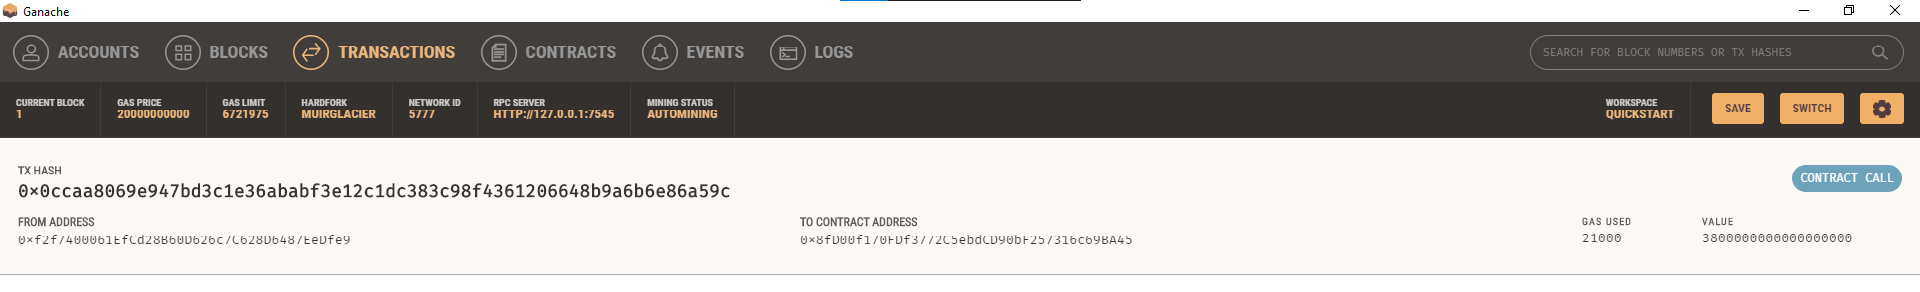 Ganache
ACCOUNTS BLOCKS TRANSACTIONS CONTRACTS EVENTS LOGS SEARCH FOR BLOCK NUMBERS OR TX HASHES
CURRENT BLOCK GAS PRICE GAS LIMIT HARDFORK NETWORK ID RPC SERVER MINING STATUS WORKSPACE
1 20000000000 6721975 MUIRGLACIER 5777 HTTP://127.0.0.1:7545 AUTOMINING QUICKSTART SAVE SWITCH
TX HASH
0×0ccaa8069e947bd3c1e36ababf3e12c1dc383c98f4361206648b9a6b6e86a59c CONTRACT CALL
FROM ADDRESS TO CONTRACT ADDRESS GAS USED VALUE
0×f2f7400061EfCd28B60D626c7C628D6487EeDfe9 0×8fD00f170FDf3772C5ebdCD90bF257316c69BA45 21000 3800000000000000000